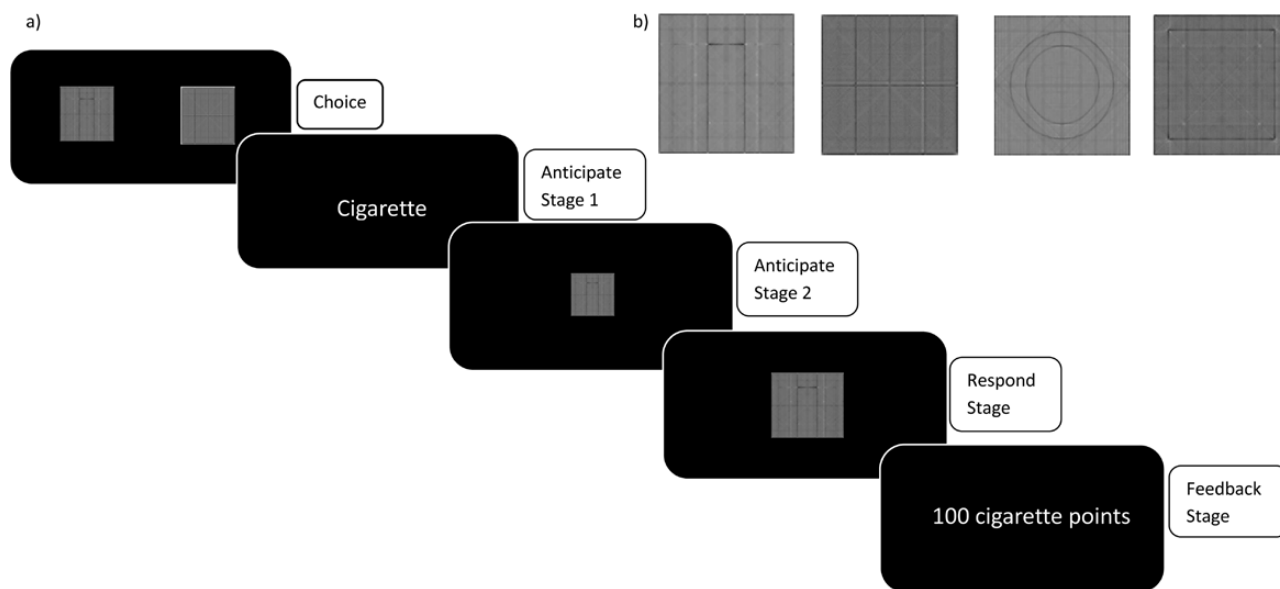 a)
Choice
Cigarette
Anticipate
Stage 1
Anticipate
Stage 2
Respond
Stage
100 cigarette points
Feedback
Stage
b)